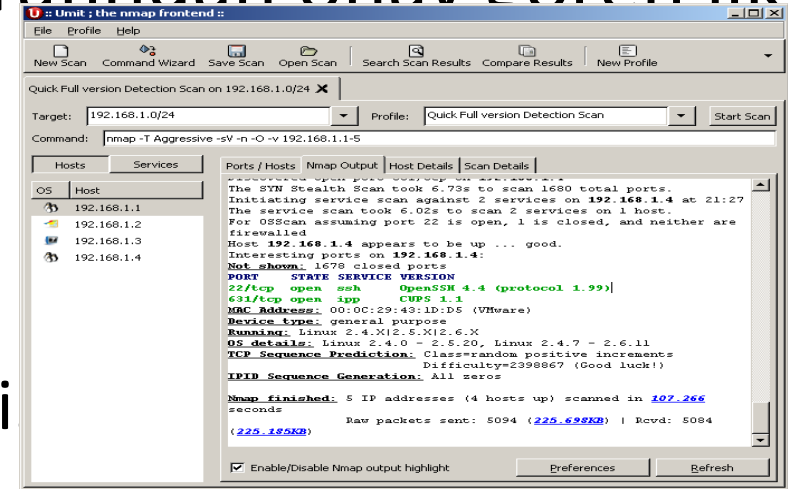 :: Umit ; the nmap frontend ::
File Profile Help
New Scan Command Wizard Save Scan Open Scan Search Scan Results Compare Results New Profile
Quick Full version Detection Scan on 192.168.1.0/24
Target: 192.168.1.0/24 Profile: Quick Full version Detection Scan Start Scan
Command: nmap -T Aggressive -sV -n -O -v 192.168.1.1-5
Hosts Services
OS Host
192.168.1.1
192.168.1.2
192.168.1.3
192.168.1.4
Ports / Hosts Nmap Output Host Details Scan Details
The SYN Stealth Scan took 6.73s to scan 1680 total ports.
Initiating service scan against 2 services on 192.168.1.4 at 21:27
The service scan took 6.02s to scan 2 services on 1 host.
For OSScan assuming port 22 is open, 1 is closed, and neither are
firewalled
Host 192.168.1.4 appears to be up ... good.
Interesting ports on 192.168.1.4:
Not shown: 1678 closed ports
PORT STATE SERVICE VERSION
22/tcp open ssh OpenSSH 4.4 (protocol 1.99)
631/tcp open ipp CUPS 1.1
MAC Address: 00:0C:29:43:1D:D5 (VMware)
Device type: general purpose
Running: Linux 2.4.X|2.5.X|2.6.X
OS details: Linux 2.4.0 - 2.5.20, Linux 2.4.7 - 2.6.11
TCP Sequence Prediction: Class=random positive increments
Difficulty=2398867 (Good luck!)
IPID Sequence Generation: All zeros
Nmap finished: 5 IP addresses (4 hosts up) scanned in 107.266
seconds
Raw packets sent: 5094 (225.698KB) | Rcvd: 5084
(225.185KB)
Enable/Disable Nmap output highlight Preferences Refresh